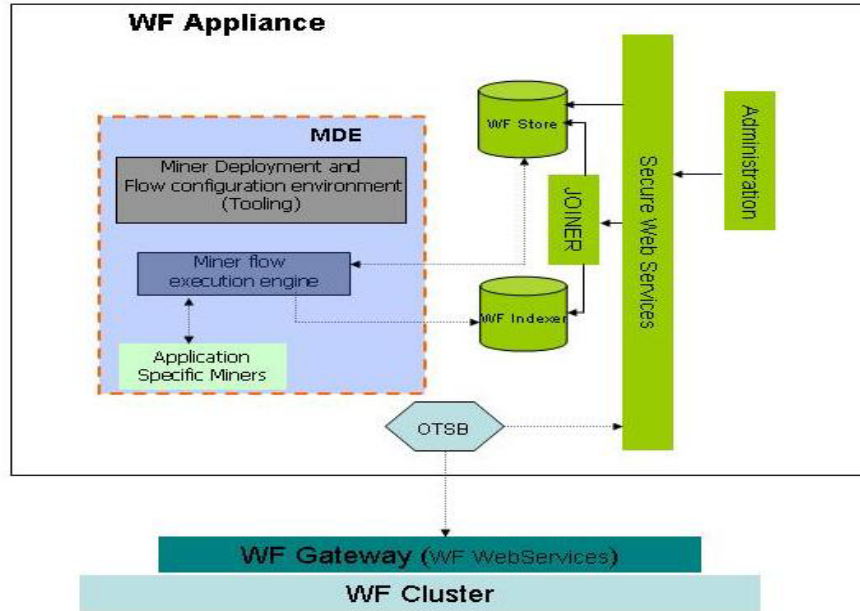 WF Appliance
MDE
Miner Deployment and
Flow configuration environment
(Tooling)
Miner flow
execution engine
Application
Specific Miners
WF Store
JOINER
WF Indexer
Secure Web Services
Administration
OTSB
WF Gateway (WF WebServices)
WF Cluster